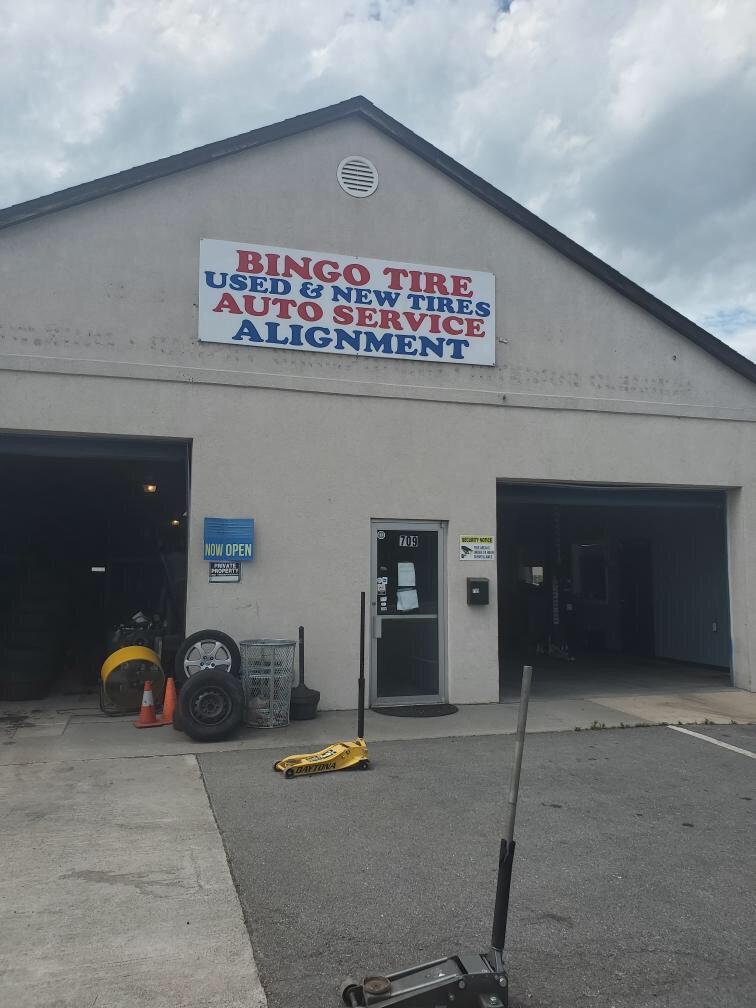 BINGO TIRE
USED & NEW TIRES
AUTO SERVICE
ALIGNMENT
NOW OPEN
PRIVATE
PROPERTY
709
SECURITY NOTICE
DAYTONA